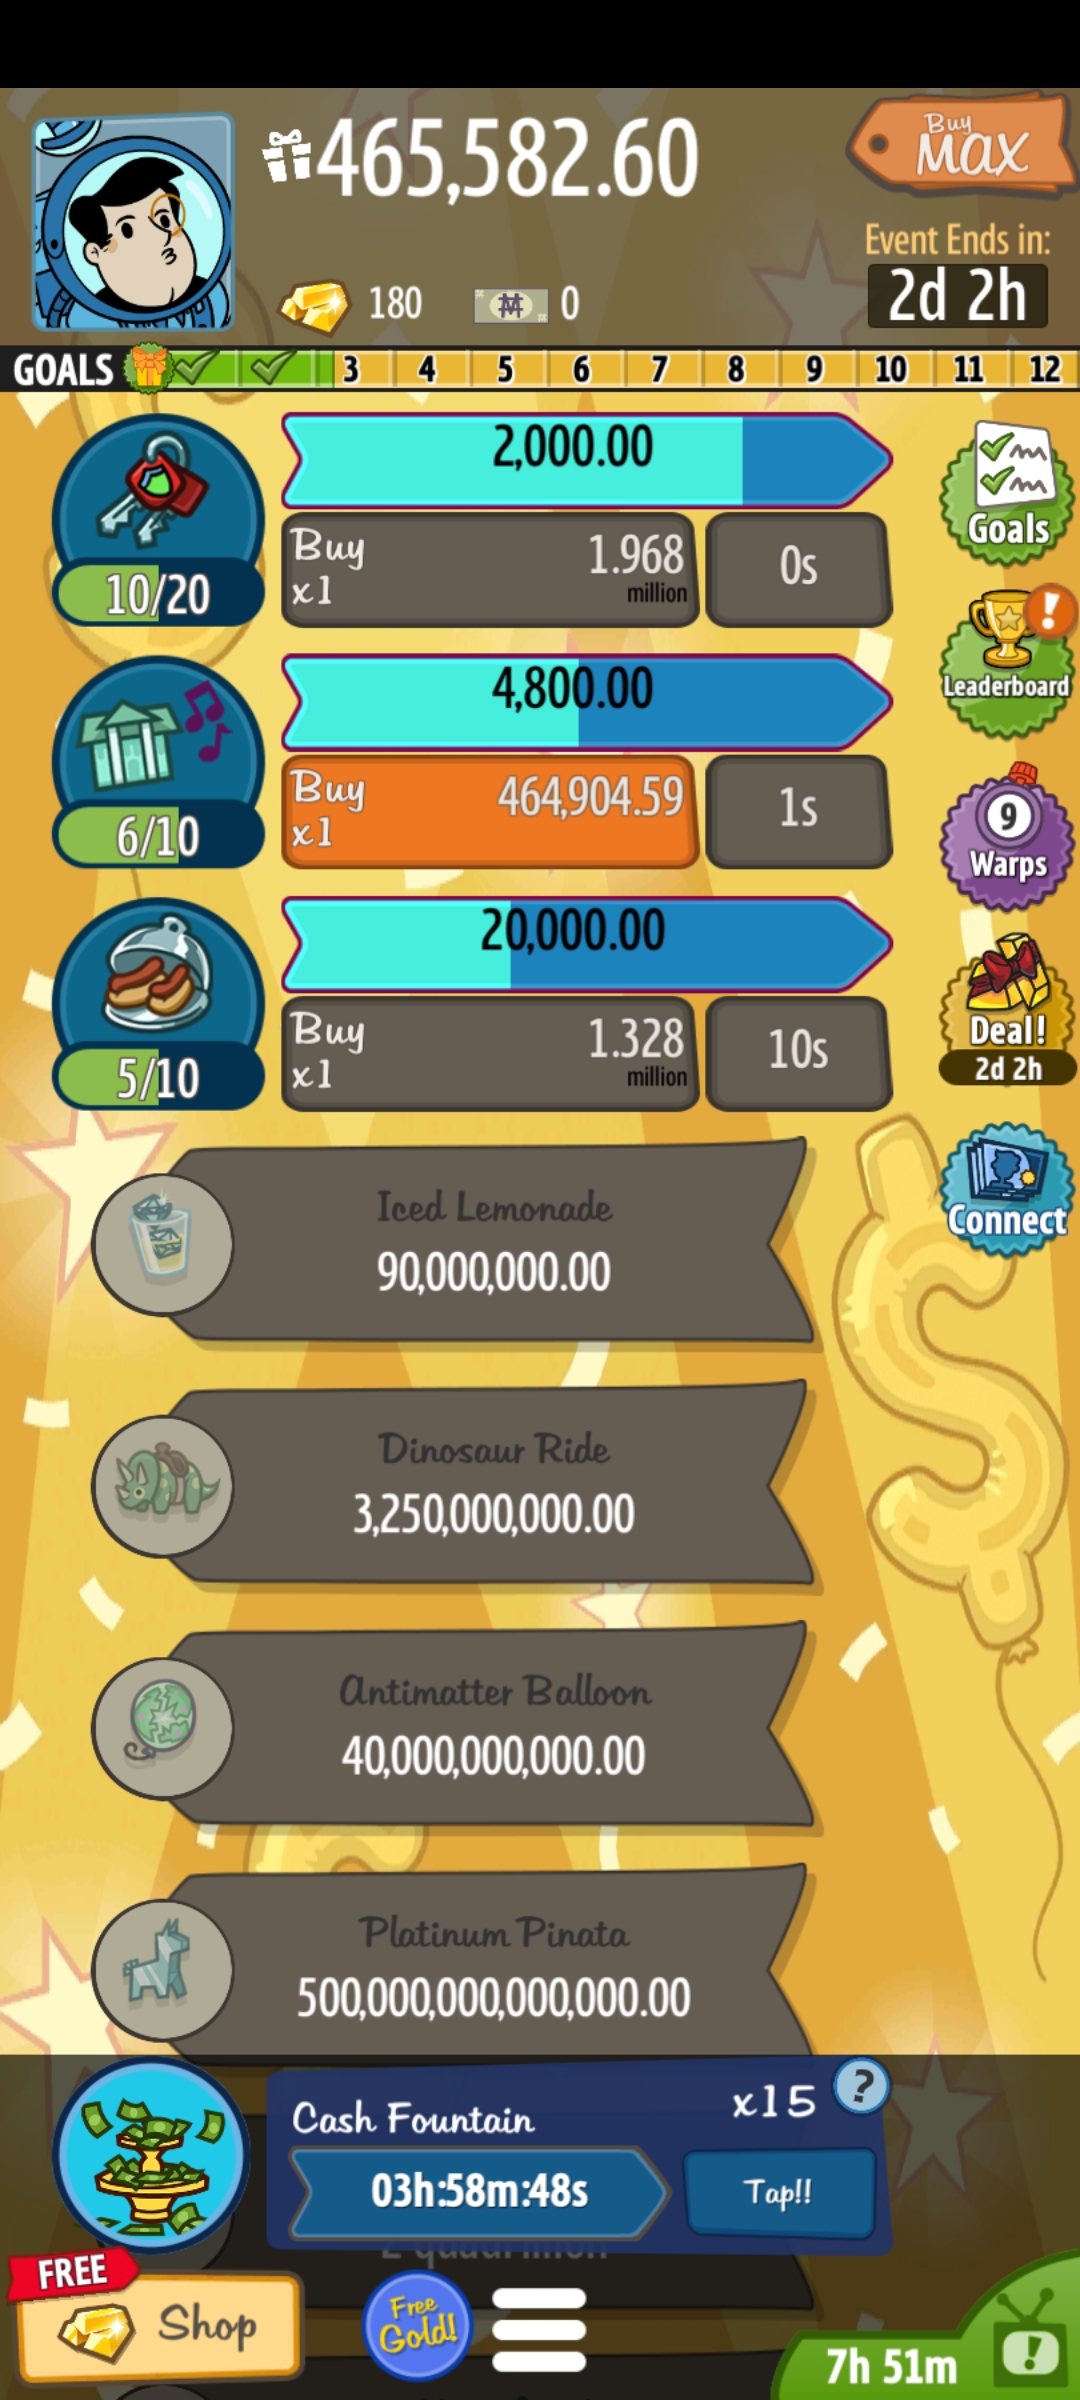 465,582.60
Buy
MAX
180
0
Event Ends in:
2d 2h
GOALS 3 4 5 6 7 8 9 10 11 12
2,000.00
10/20
Buy
x1
1.968
million
0s
Goals
4,800.00
6/10
Buy
x1
464,904.59
1s
Leaderboard
!
20,000.00
5/10
Buy
x1
1.328
million
10s
9
Warps
Deal!
2d 2h
Iced Lemonade
90,000,000.00
Connect
Dinosaur Ride
3,250,000,000.00
Antimatter Balloon
40,000,000,000.00
Platinum Pinata
500,000,000,000,000.00
Cash Fountain
x15
?
03h:58m:48s
Tap!!
2 quadrillion
FREE
Shop
Free
Gold!
7h 51m
!